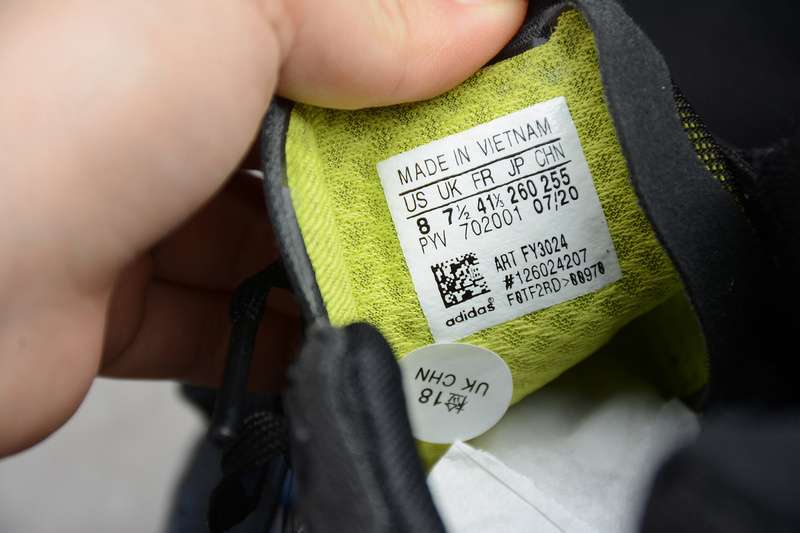 MADE IN VIETNAM
US UK FR JP CHN
8 7½ 41⅓ 260 255
PYV 702001 07/20
ART FY3024
#126024207
F0TF2RD>88970
adidas
18
UK CHN